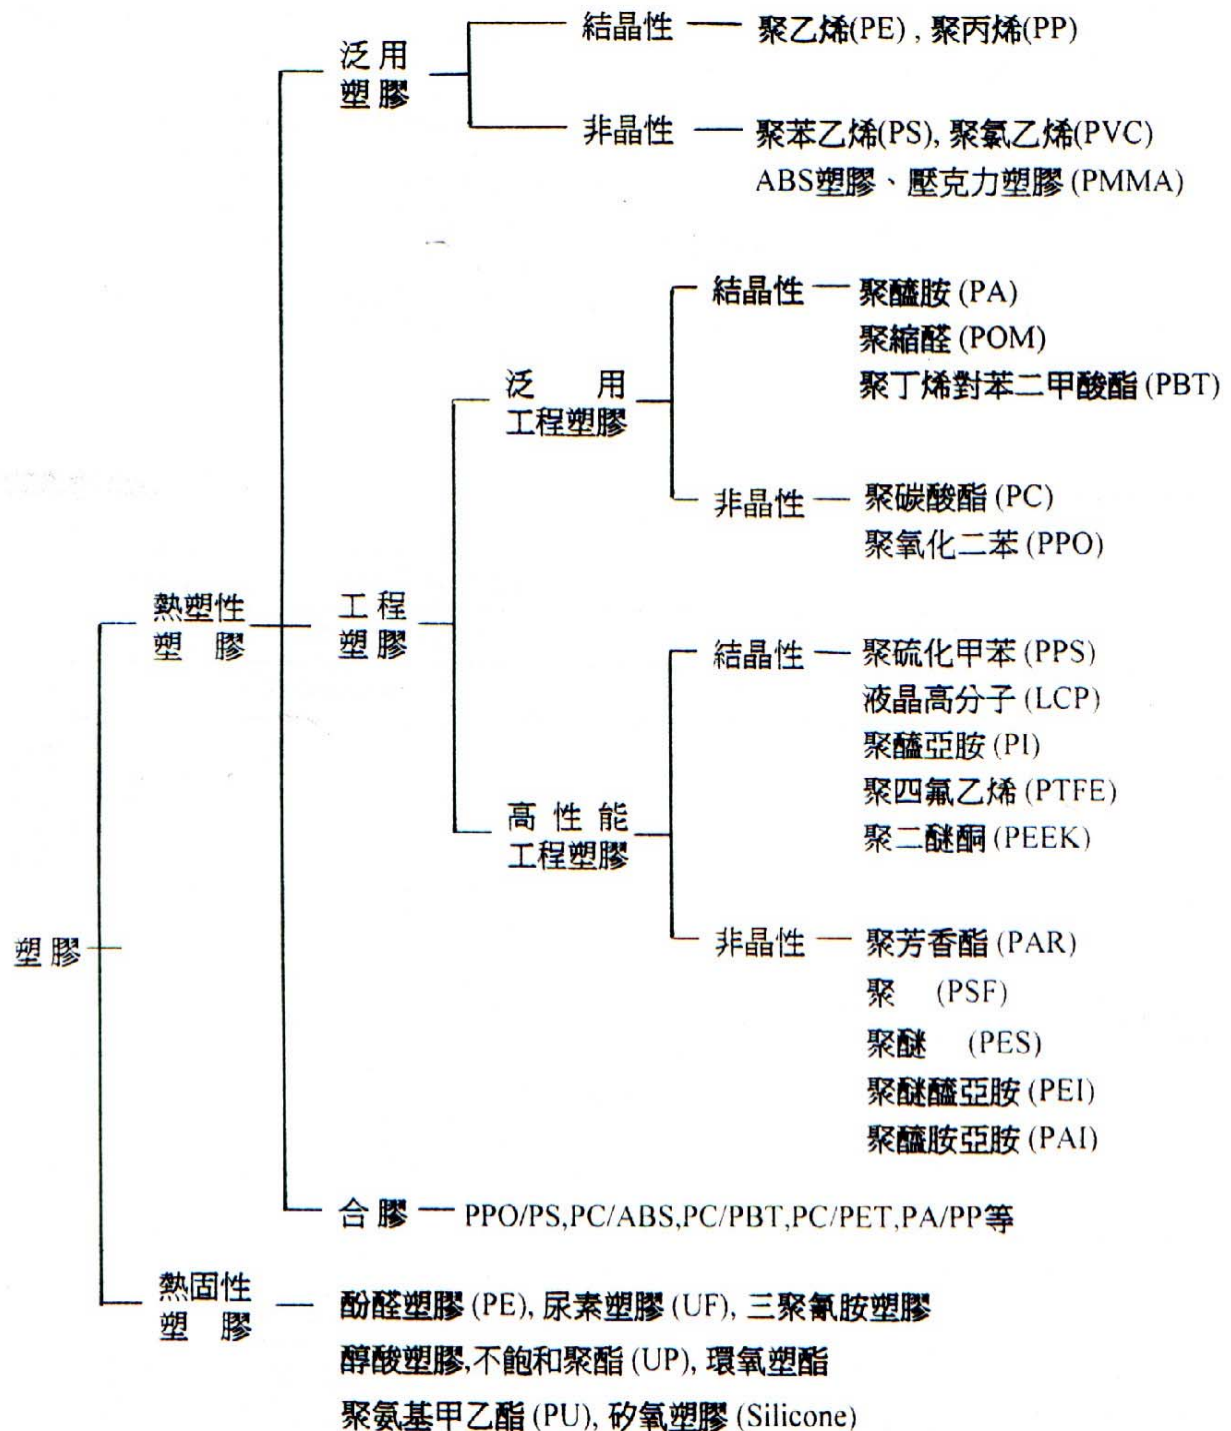 結晶性 — 聚乙烯(PE) , 聚丙烯(PP)
泛用
塑膠
非晶性 — 聚苯乙烯(PS), 聚氯乙烯(PVC)
ABS塑膠、壓克力塑膠(PMMA)
結晶性 — 聚醯胺(PA)
聚縮醛(POM)
聚丁烯對苯二甲酸酯(PBT)
泛用
工程塑膠
非晶性 — 聚碳酸酯(PC)
聚氧化二苯(PPO)
熱塑性
塑膠
工程
塑膠
結晶性 — 聚硫化甲苯(PPS)
液晶高分子(LCP)
聚醯亞胺(PI)
聚四氟乙烯(PTFE)
聚二醚酮(PEEK)
高性能
工程塑膠
塑膠
非晶性 — 聚芳香酯(PAR)
聚 (PSF)
聚醚 (PES)
聚醚醯亞胺(PEI)
聚醯胺亞胺(PAI)
合膠 — PPO/PS,PC/ABS,PC/PBT,PC/PET,PA/PP等
熱固性
塑膠
酚醛塑膠(PE), 尿素塑膠(UF), 三聚氰胺塑膠
醇酸塑膠,不飽和聚酯(UP), 環氧塑酯
聚氨基甲乙酯(PU), 矽氧塑膠(Silicone)